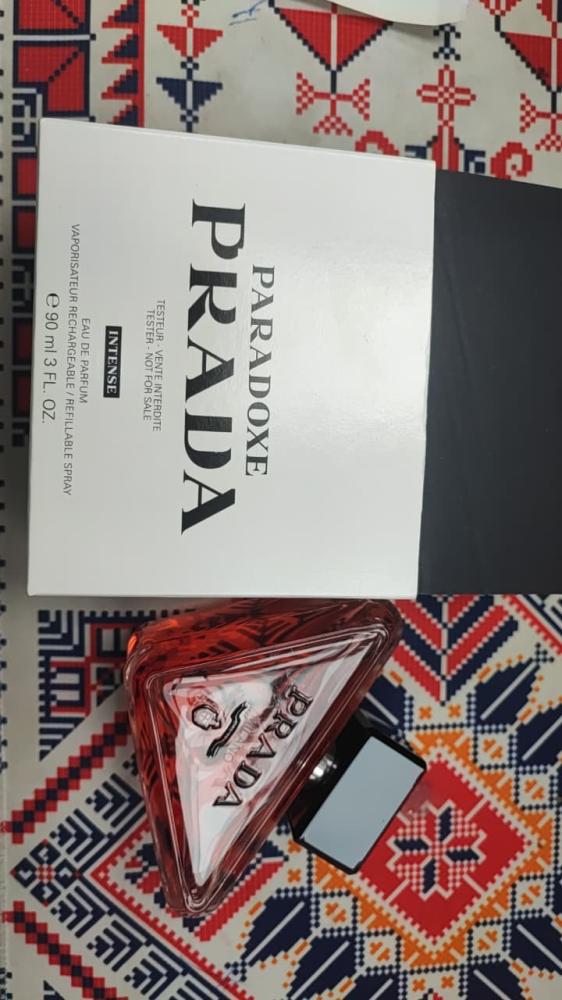 PARADOXE
PRADA
TESTEUR - VENTE INTERDITE
TESTER - NOT FOR SALE
INTENSE
EAU DE PARFUM
VAPORISATEUR RECHARGEABLE / REFILLABLE SPRAY
℮ 90 ml 3 FL. OZ.
PRADA
MILANO